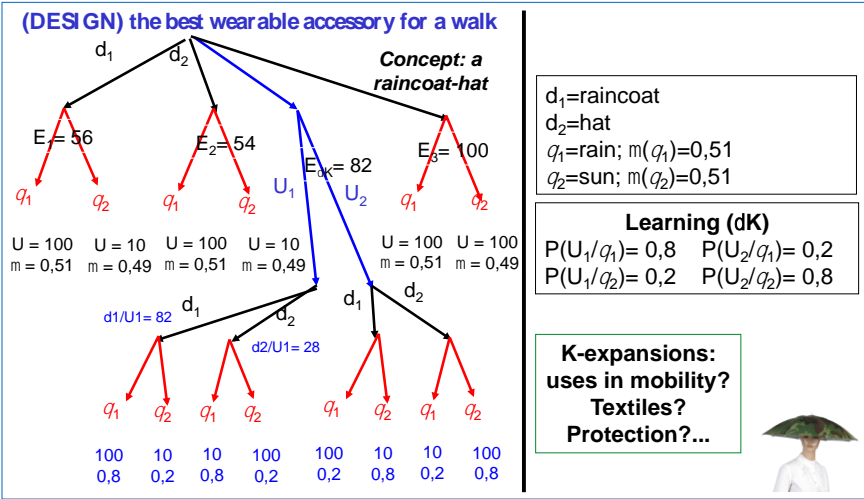 (DESIGN) the best wearable accessory for a walk
d1
d2
Concept: a
raincoat-hat
E1= 56
E2= 54
EdK= 82
E3= 100
U1
U2
q1
q2
q1
q2
q1
q2
U = 100
m = 0,51
U = 10
m = 0,49
U = 100
m = 0,51
U = 10
m = 0,49
U = 100
m = 0,51
U = 100
m = 0,49
d1
d2
d1
d2
d1/U1= 82
d2/U1= 28
q1
q2
q1
q2
q1
q2
q1
q2
100 10 10 100 100 10 10 100
0,8 0,2 0,8 0,2 0,2 0,8 0,2 0,8
d1=raincoat
d2=hat
q1=rain; m(q1)=0,51
q2=sun; m(q2)=0,51
Learning (dK)
P(U1/q1)= 0,8 P(U2/q1)= 0,2
P(U1/q2)= 0,2 P(U2/q2)= 0,8
K-expansions:
uses in mobility?
Textiles?
Protection?...